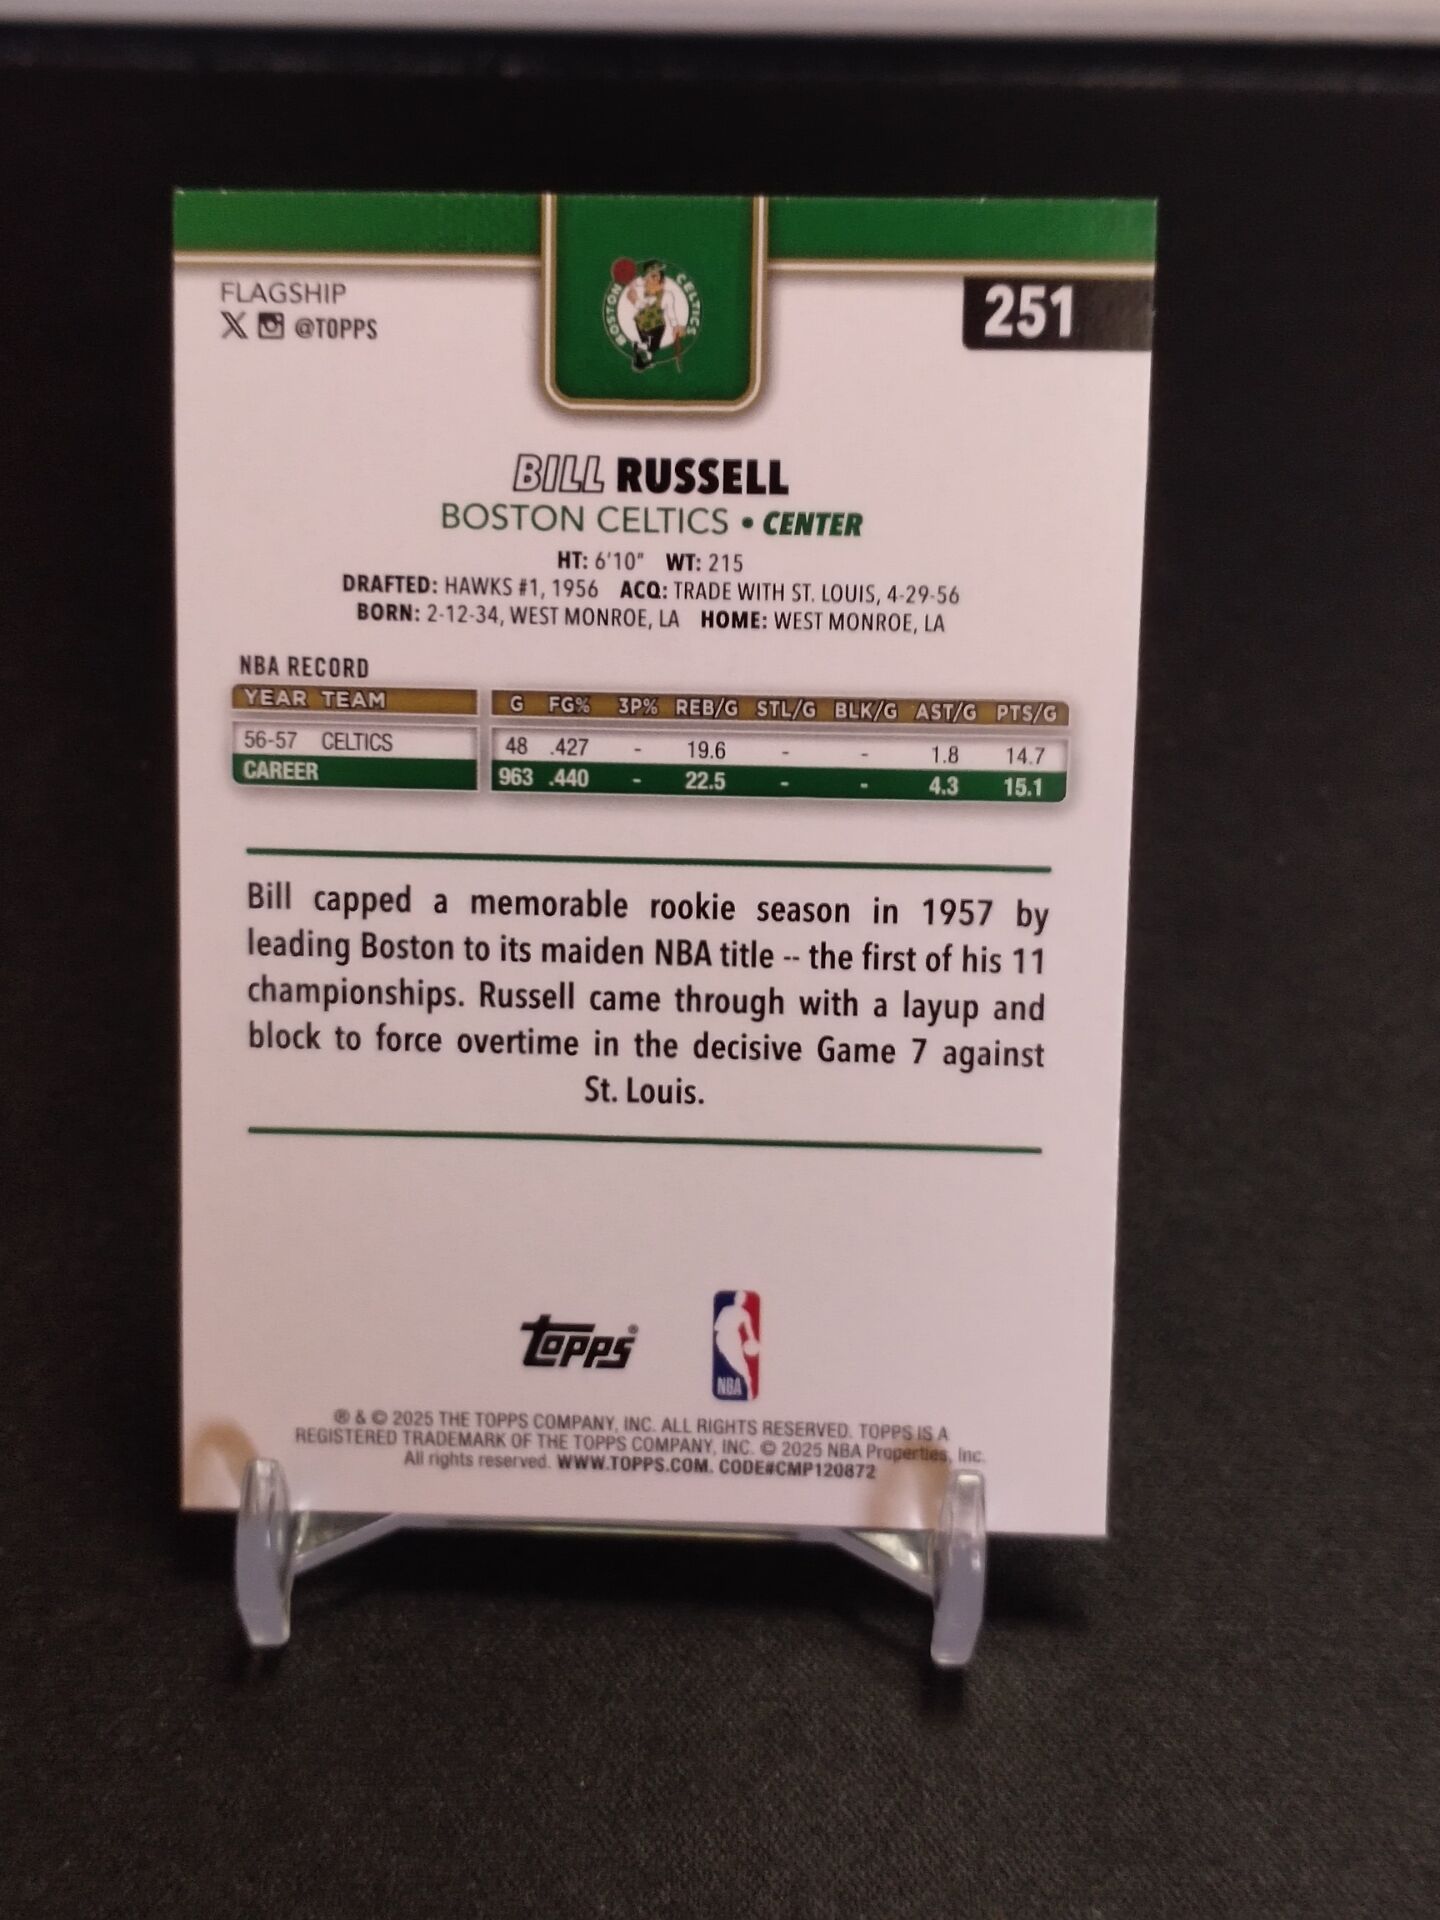 FLAGSHIP
X @TOPPS
BOSTON CELTICS
251
BILL RUSSELL
BOSTON CELTICS • CENTER
HT: 6'10" WT: 215
DRAFTED: HAWKS #1, 1956 ACQ: TRADE WITH ST. LOUIS, 4-29-56
BORN: 2-12-34, WEST MONROE, LA HOME: WEST MONROE, LA
NBA RECORD
YEAR TEAM G FG% 3P% REB/G STL/G BLK/G AST/G PTS/G
56-57 CELTICS 48 .427 - 19.6 - - 1.8 14.7
CAREER 963 .440 - 22.5 - - 4.3 15.1
Bill capped a memorable rookie season in 1957 by
leading Boston to its maiden NBA title -- the first of his 11
championships. Russell came through with a layup and
block to force overtime in the decisive Game 7 against
St. Louis.
topps®
NBA
® & © 2025 THE TOPPS COMPANY, INC. ALL RIGHTS RESERVED. TOPPS IS A
REGISTERED TRADEMARK OF THE TOPPS COMPANY, INC. © 2025 NBA Properties, Inc.
All rights reserved. WWW.TOPPS.COM. CODE#CMP120872